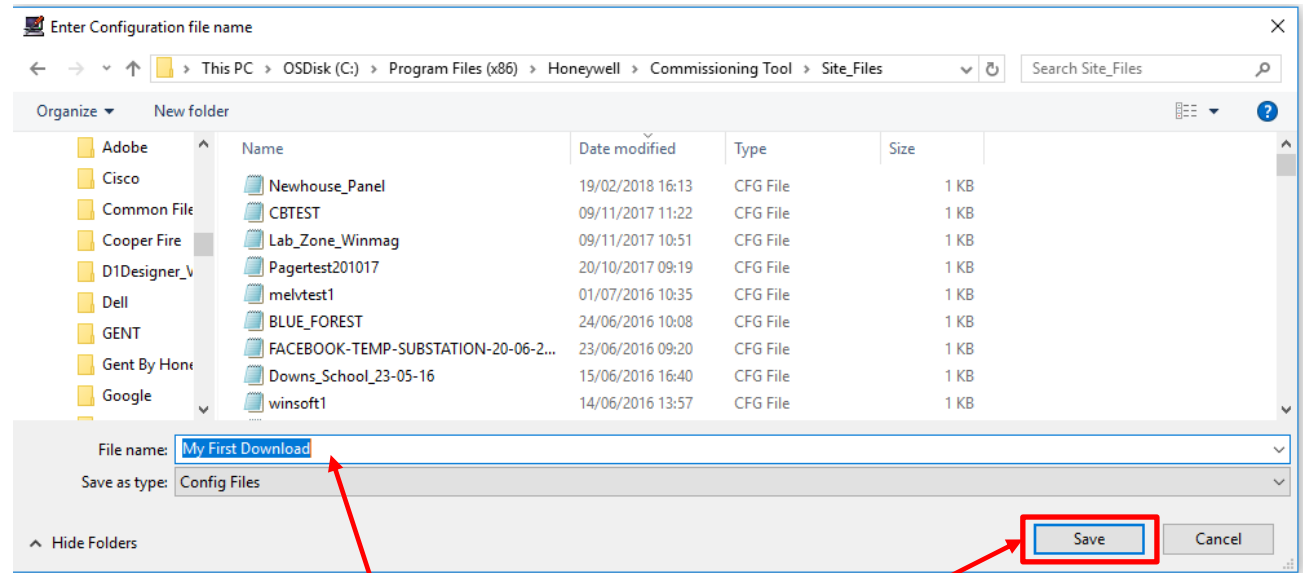 Enter Configuration file name
This PC > OSDisk (C:) > Program Files (x86) > Honeywell > Commissioning Tool > Site_Files
Search Site_Files
Organize New folder
Adobe
Cisco
Common File
Cooper Fire
D1Designer_V
Dell
GENT
Gent By Hone
Google
Name Date modified Type Size
Newhouse_Panel 19/02/2018 16:13 CFG File 1 KB
CBTEST 09/11/2017 11:22 CFG File 1 KB
Lab_Zone_Winmag 09/11/2017 10:51 CFG File 1 KB
Pagertest201017 20/10/2017 09:19 CFG File 1 KB
melvtest1 01/07/2016 10:35 CFG File 1 KB
BLUE_FOREST 24/06/2016 10:08 CFG File 1 KB
FACEBOOK-TEMP-SUBSTATION-20-06-2... 23/06/2016 09:20 CFG File 1 KB
Downs_School_23-05-16 15/06/2016 16:40 CFG File 1 KB
winsoft1 14/06/2016 13:57 CFG File 1 KB
File name: My First Download
Save as type: Config Files
Hide Folders
Save
Cancel